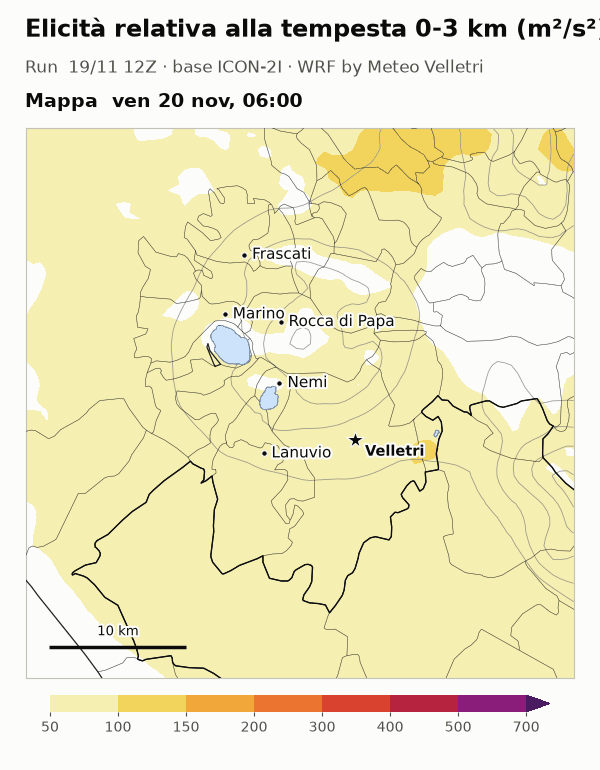 Elicità relativa alla tempesta 0-3 km (m²/s²)
Run 19/11 12Z · base ICON-2I · WRF by Meteo Velletri
Mappa ven 20 nov, 06:00
Frascati
Marino
Rocca di Papa
Nemi
Velletri
Lanuvio
10 km
50 100 150 200 300 400 500 700